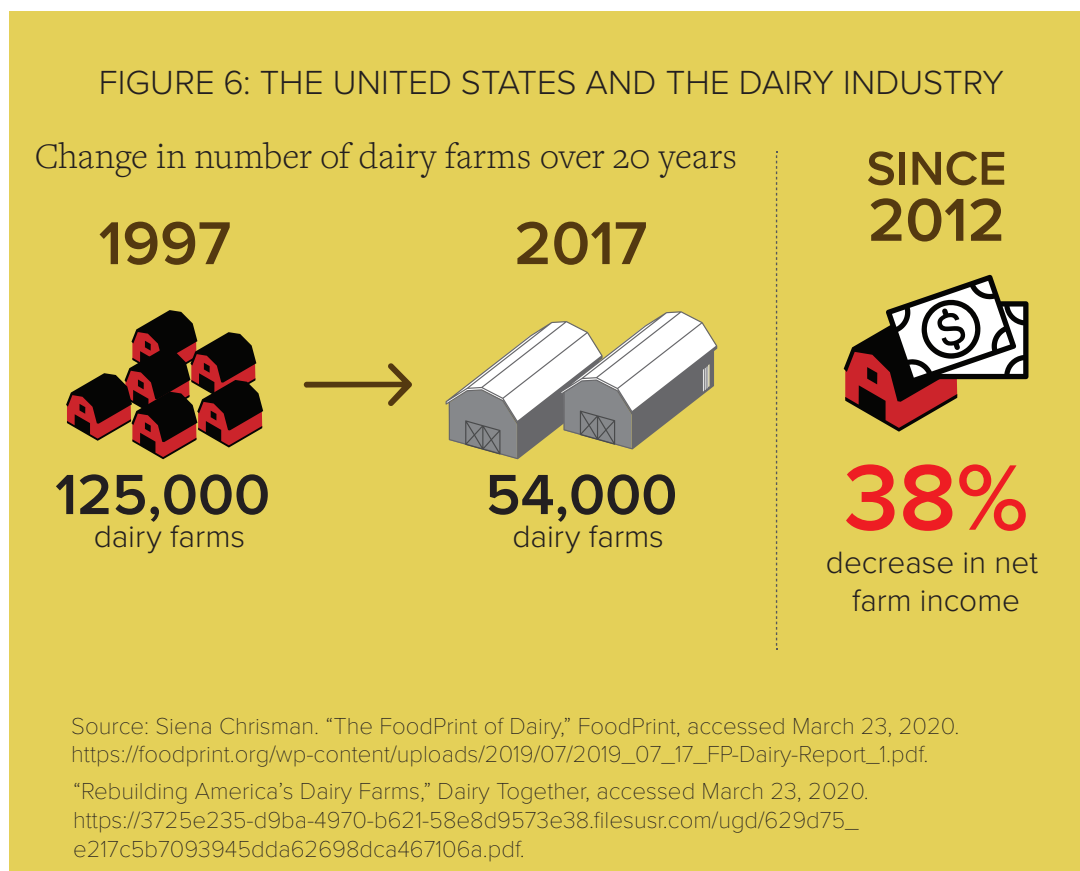 FIGURE 6: THE UNITED STATES AND THE DAIRY INDUSTRY
Change in number of dairy farms over 20 years
1997
125,000
dairy farms
2017
54,000
dairy farms
SINCE
2012
$
38%
decrease in net
farm income
Source: Siena Chrisman. “The FoodPrint of Dairy,” FoodPrint, accessed March 23, 2020.
https://foodprint.org/wp-content/uploads/2019/07/2019_07_17_FP-Dairy-Report_1.pdf.
“Rebuilding America’s Dairy Farms,” Dairy Together, accessed March 23, 2020.
https://3725e235-d9ba-4970-b621-58e8d9573e38.filesusr.com/ugd/629d75_
e217c5b7093945dda62698dca467106a.pdf.